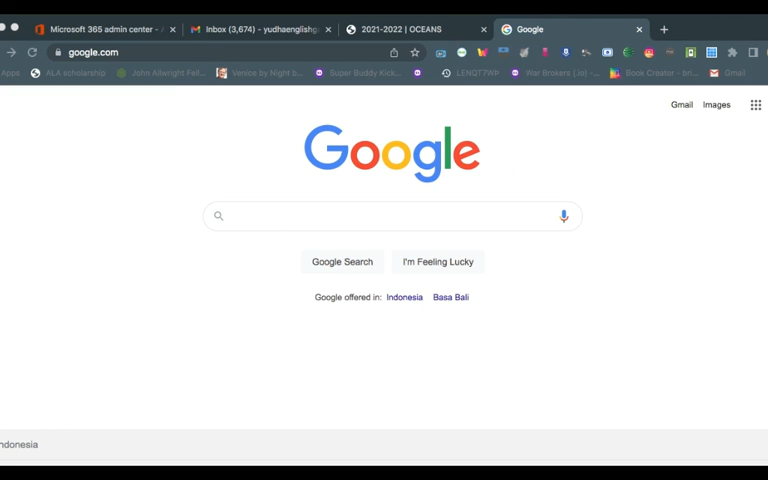 Microsoft 365 admin center - Inbox (3,674) - yudhaenglishg 2021-2022 | OCEANS Google
google.com
Apps ALA scholarship John Allwright Fell... Venice by Night b... Super Buddy Kick... War Brokers (.io) -... Book Creator - bri... Gmail
Gmail Images
Google
Google Search I'm Feeling Lucky
Google offered in: Indonesia Basa Bali
ndonesia